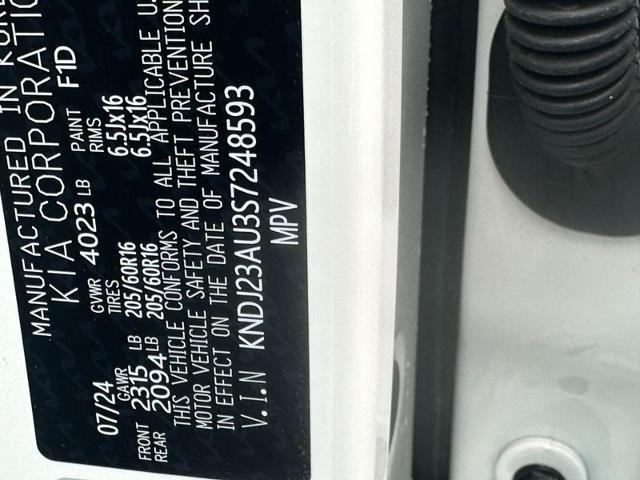 MANUFACTURED IN
KIA CORPORATIO
07/24 GVWR 4023 LB PAINT F1D
GAWR TIRES RIMS
FRONT 2315 LB 205/60R16 6.5Jx16
REAR 2094 LB 205/60R16 6.5Jx16
THIS VEHICLE CONFORMS TO ALL APPLICABLE U.
MOTOR VEHICLE SAFETY AND THEFT PREVENTION
IN EFFECT ON THE DATE OF MANUFACTURE SH
V.I.N KNDJ23AU3S7248593
MPV